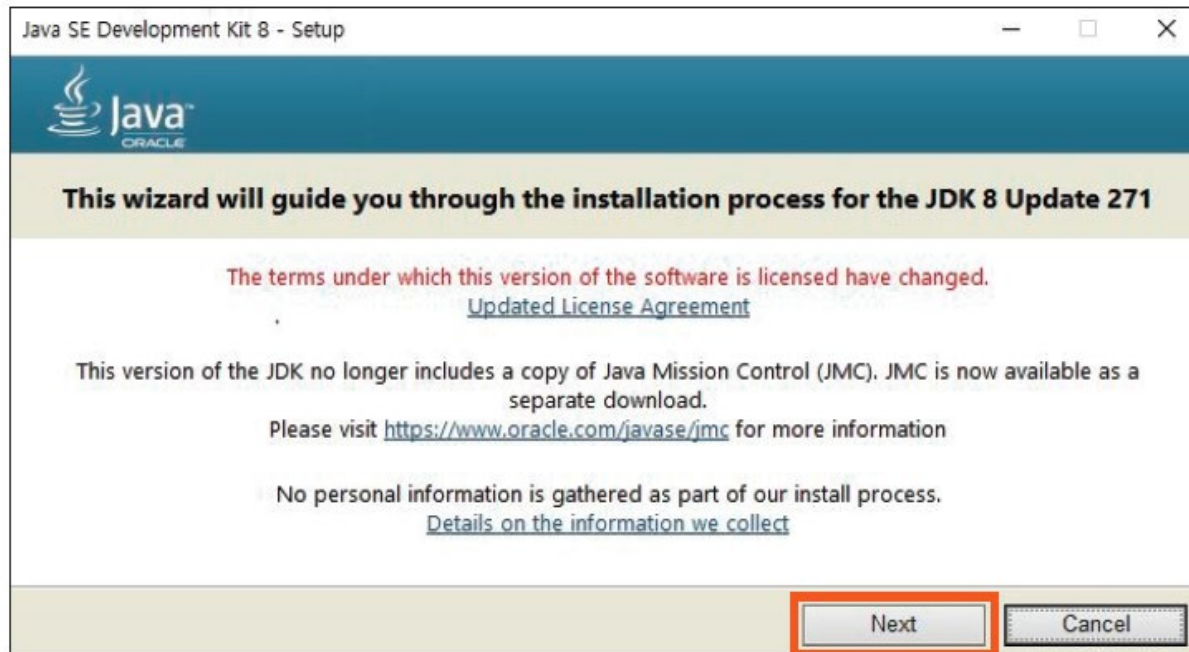 Java SE Development Kit 8 - Setup
Java™
ORACLE
This wizard will guide you through the installation process for the JDK 8 Update 271
The terms under which this version of the software is licensed have changed.
Updated License Agreement
This version of the JDK no longer includes a copy of Java Mission Control (JMC). JMC is now available as a
separate download.
Please visit https://www.oracle.com/javase/jmc for more information
No personal information is gathered as part of our install process.
Details on the information we collect
Next
Cancel